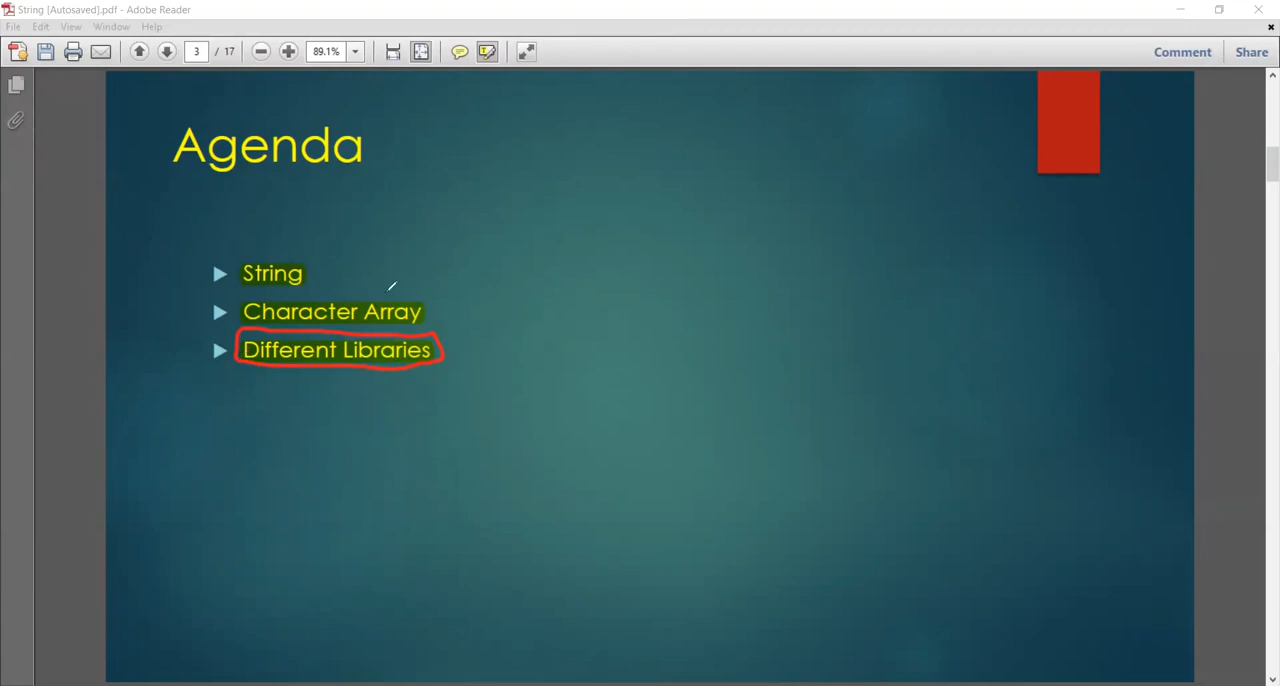 String [Autosaved].pdf - Adobe Reader
File Edit View Window Help
3 / 17 89.1% Comment Share
Agenda
String
Character Array
Different Libraries